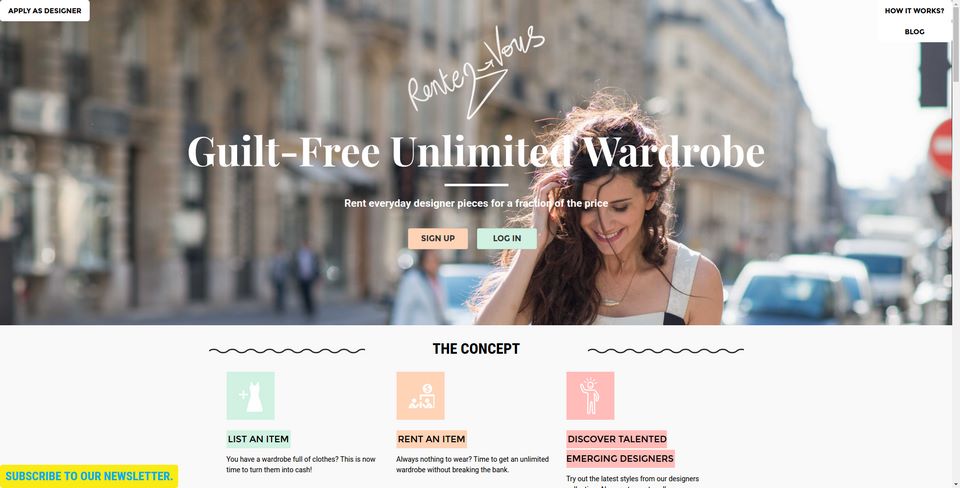 APPLY AS DESIGNER
HOW IT WORKS?
BLOG
Rentez-Vous
Guilt-Free Unlimited Wardrobe
Rent everyday designer pieces for a fraction of the price
SIGN UP
LOG IN
THE CONCEPT
LIST AN ITEM
You have a wardrobe full of clothes? This is now
time to turn them into cash!
RENT AN ITEM
Always nothing to wear? Time to get an unlimited
wardrobe without breaking the bank.
DISCOVER TALENTED
EMERGING DESIGNERS
Try out the latest styles from our designers
SUBSCRIBE TO OUR NEWSLETTER.